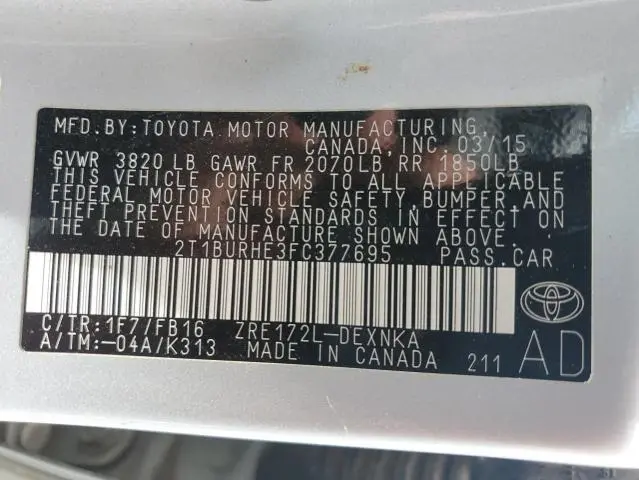 MFD.BY:TOYOTA MOTOR MANUFACTURING,
CANADA,INC. 03/15
GVWR 3820 LB GAWR FR 2070LB, RR 1850LB
THIS VEHICLE CONFORMS TO ALL APPLICABLE
FEDERAL MOTOR VEHICLE SAFETY,BUMPER,AND
THEFT PREVENTION STANDARDS IN EFFECT ON
THE DATE OF MANUFACTURE SHOWN ABOVE.
2T1BURHE3FC377695 PASS.CAR
C/TR:1F7/FB16 ZRE172L-DEXNKA
A/TM:-04A/K313 MADE IN CANADA 211
AD